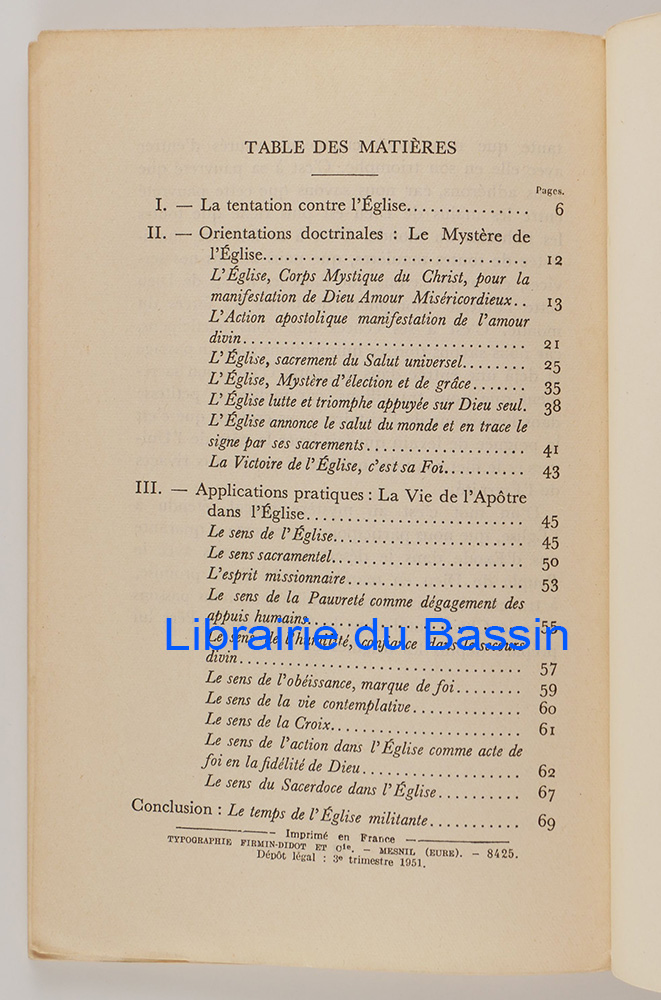 TABLE DES MATIÈRES
Pages.
I. — La tentation contre l'Église............... 6
II. — Orientations doctrinales : Le Mystère de
l'Église................................ 12
L'Église, Corps Mystique du Christ, pour la
manifestation de Dieu Amour Miséricordieux.. 13
L'Action apostolique manifestation de l'amour
divin.................................. 21
L'Église, sacrement du Salut universel........ 25
L'Église, Mystère d'élection et de grâce....... 35
L'Église lutte et triomphe appuyée sur Dieu seul. 38
L'Église annonce le salut du monde et en trace le
signe par ses sacrements.................... 41
La Victoire de l'Église, c'est sa Foi.......... 43
III. — Applications pratiques : La Vie de l'Apôtre
dans l'Église........................... 45
Le sens de l'Église........................ 45
Le sens sacramentel........................ 50
L'esprit missionnaire...................... 53
Le sens de la Pauvreté comme dégagement des
appuis humains........................... 55
Librairie du Bassin
Le sens de l'humilité, confiance dans le secours
divin................................... 57
Le sens de l'obéissance, marque de foi........ 59
Le sens de la vie contemplative.............. 60
Le sens de la Croix........................ 61
Le sens de l'action dans l'Église comme acte de
foi en la fidélité de Dieu.................... 62
Le sens du Sacerdoce dans l'Église.......... 67
Conclusion : Le temps de l'Église militante........... 69
Imprimé en France
TYPOGRAPHIE FIRMIN-DIDOT ET Cie. — MESNIL (EURE). — 8425.
Dépôt légal : 3e trimestre 1951.